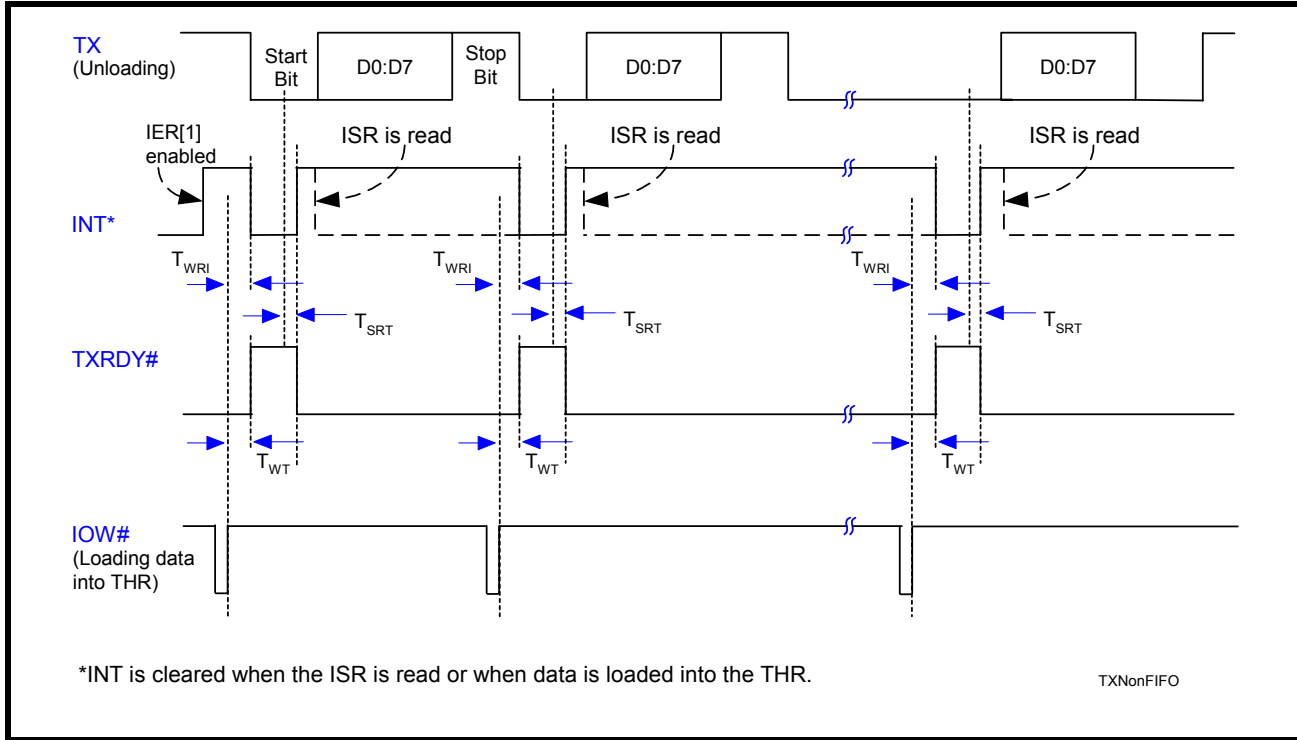 TX
(Unloading)
Start
Bit
D0:D7
Stop
Bit
D0:D7
D0:D7
IER[1]
enabled
ISR is read
ISR is read
ISR is read
INT*
TWRI
TWRI
TWRI
TSRT
TSRT
TSRT
TXRDY#
TWT
TWT
TWT
IOW#
(Loading data
into THR)
*INT is cleared when the ISR is read or when data is loaded into the THR.
TXNonFIFO